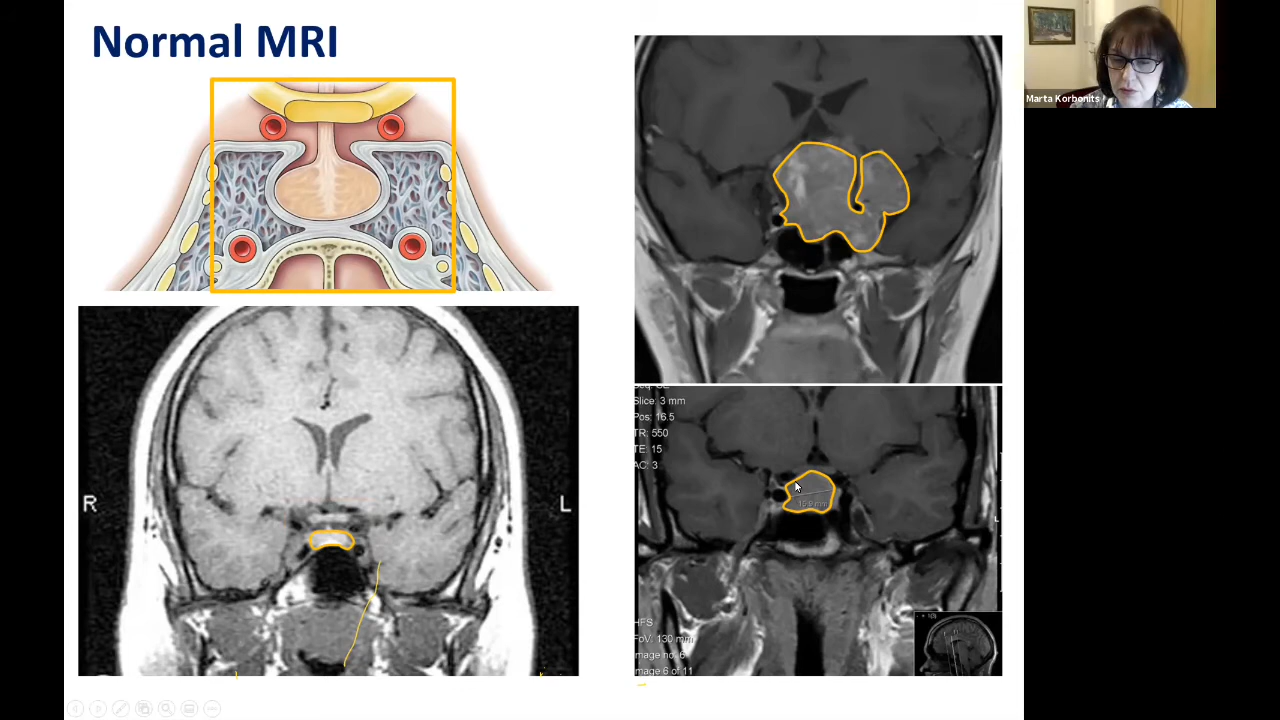 Normal MRI
Marta Korbonits
R
L
Slice: 3 mm
Pos: 16.5
TR: 550
TE: 15
AC: 3
L
HFS
FoV: 130 mm
Image no. 6
Image 6 of 11